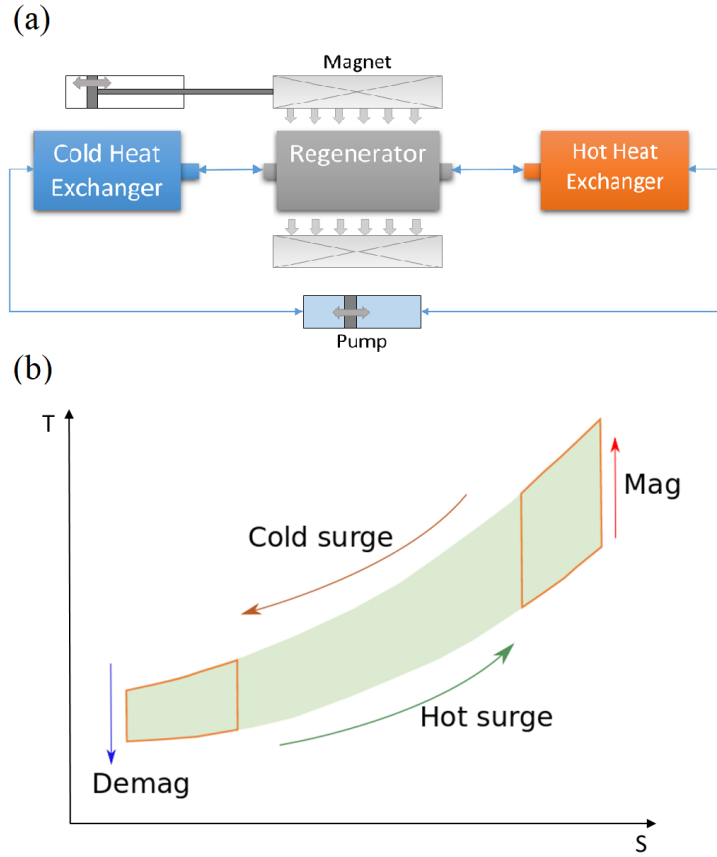 (a)
Magnet
Cold Heat
Exchanger
Regenerator
Hot Heat
Exchanger
Pump
(b)
T
Mag
Cold surge
Hot surge
Demag
S